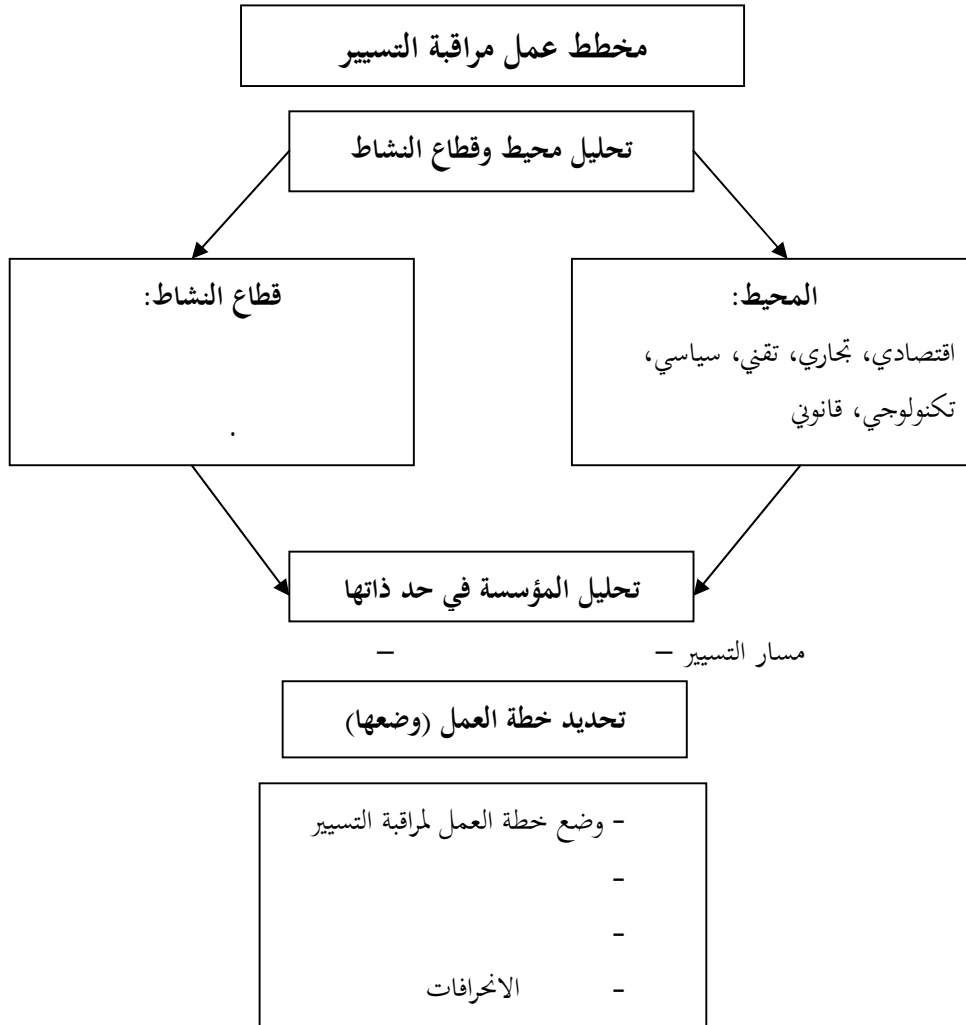 مخطط عمل مراقبة التسيير
تحليل محيط وقطاع النشاط
المحيط:
اقتصادي، تجاري، تقني، سياسي،
تكنولوجي، قانوني
قطاع النشاط:
.
تحليل المؤسسة في حد ذاتها
مسار التسيير – –
تحديد خطة العمل (وضعها)
- وضع خطة العمل لمراقبة التسيير
-
-
- الانحرافات